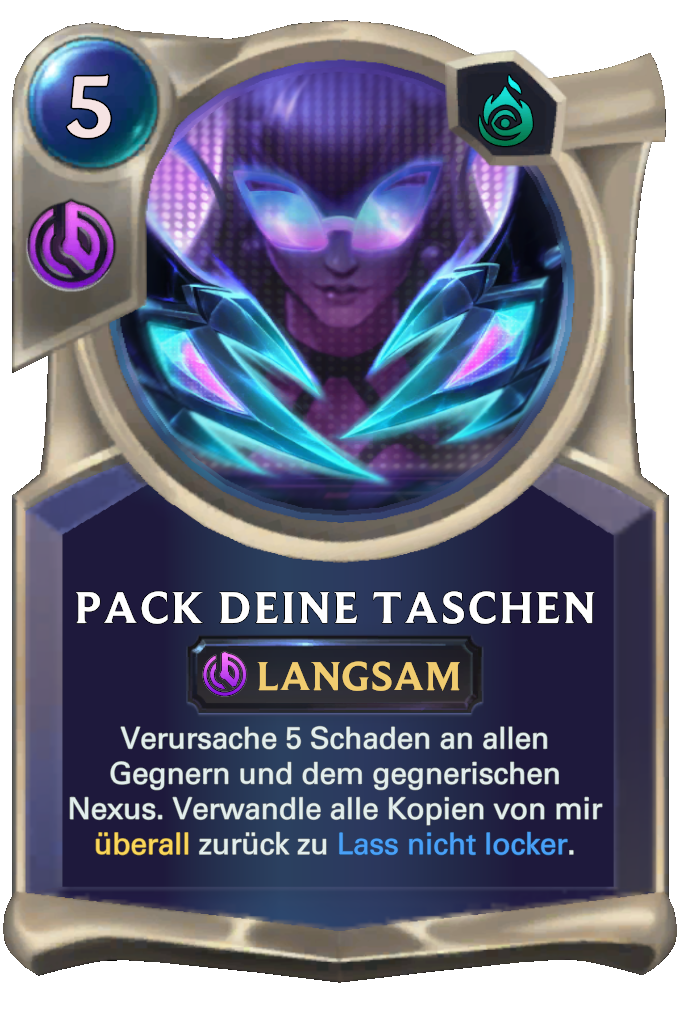 5
PACK DEINE TASCHEN
LANGSAM
Verursache 5 Schaden an allen
Gegnern und dem gegnerischen
Nexus. Verwandle alle Kopien von mir
überall zurück zu Lass nicht locker.